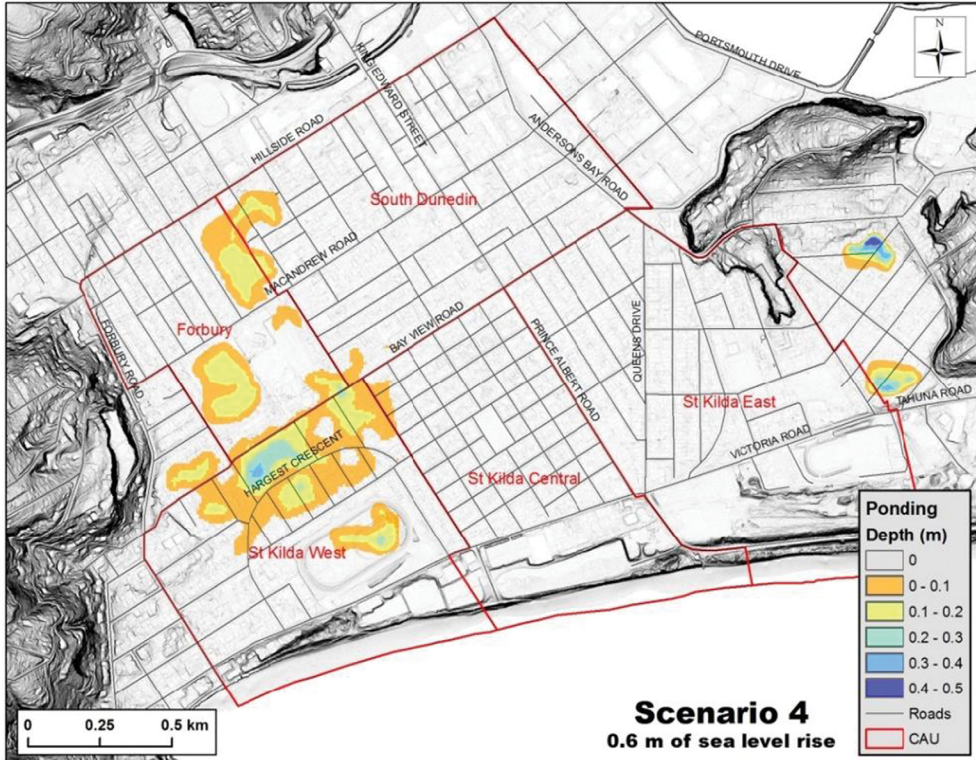 N
PORTSMOUTH DRIVE
KING EDWARD STREET
HILLSIDE ROAD
ANDERSONS BAY ROAD
South Dunedin
MACANDREW ROAD
Forbury
FORBURY ROAD
BAY VIEW ROAD
PRINCE ALBERT ROAD
QUEENS DRIVE
St Kilda East
TAHUNA ROAD
VICTORIA ROAD
HARGEST CRESCENT
St Kilda Central
St Kilda West
Ponding
Depth (m)
0
0 - 0.1
0.1 - 0.2
0.2 - 0.3
0.3 - 0.4
0.4 - 0.5
Roads
CAU
Scenario 4
0.6 m of sea level rise
0 0.25 0.5 km